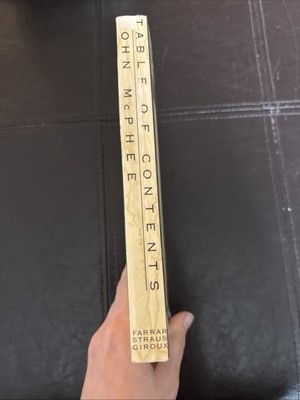 TABLE OF CONTENTS
OHN MCPHEE
FARRAR
STRAUS
GIROUX